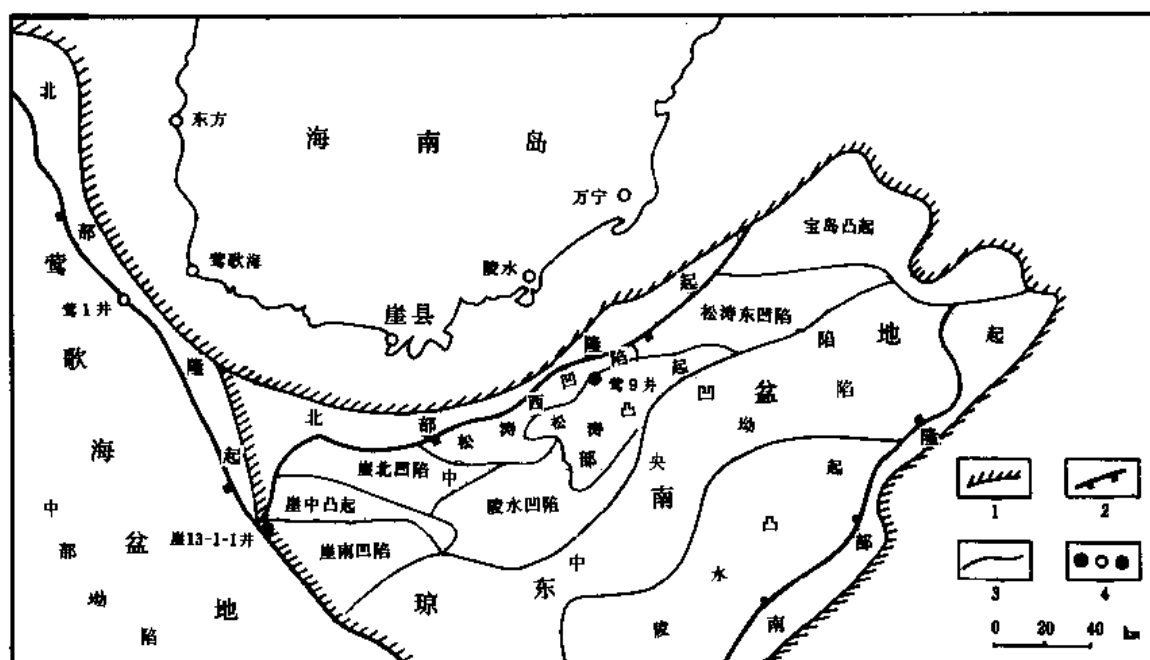 北部隆起
东方
海南岛
万宁
莺歌海
陵水
崖县
莺1井
莺歌海盆地
中部坳陷
北部隆起
宝岛凸起
松涛东凹陷
松涛西凹陷
莺9井
松涛凸起
崖北凹陷
崖中凸起
陵水凹陷
崖13-1-1井
崖南凹陷
中部坳陷
中央凹陷
琼东南盆地
陵水凸起
南部隆起
1
2
3
4
0 20 40 km